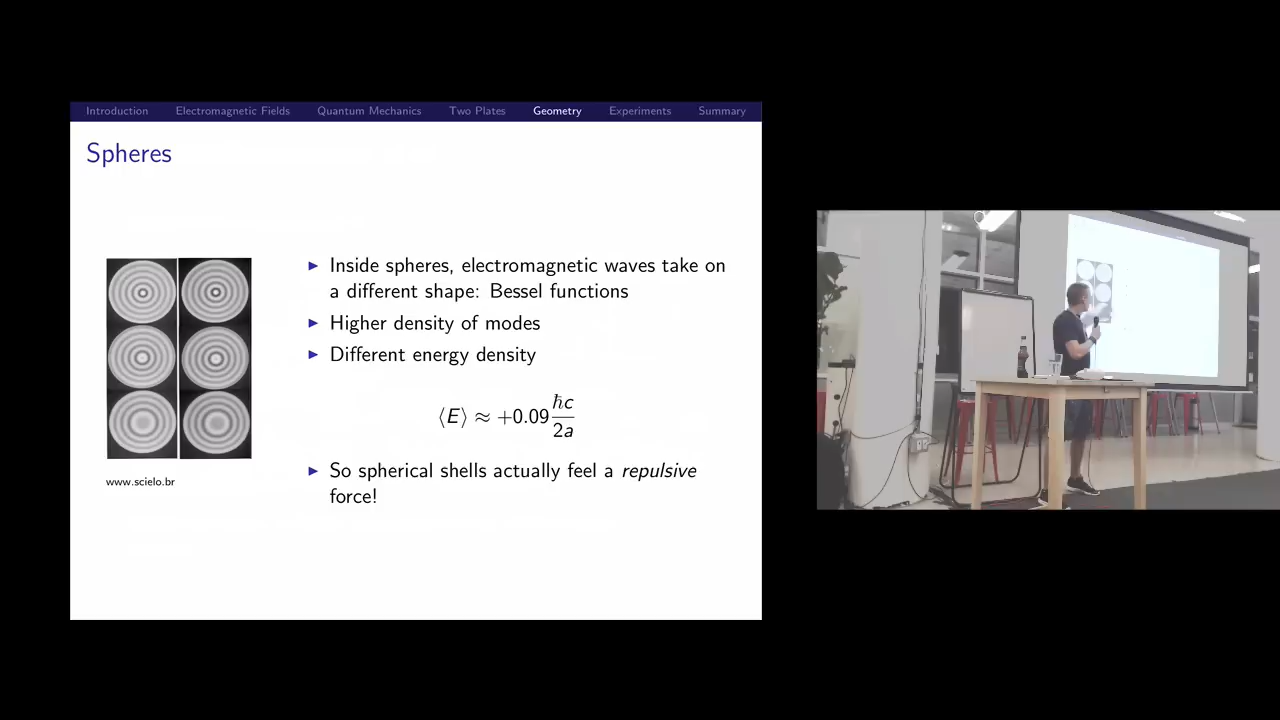 Introduction Electromagnetic Fields Quantum Mechanics Two Plates Geometry Experiments Summary
Spheres
▶ Inside spheres, electromagnetic waves take on
a different shape: Bessel functions
▶ Higher density of modes
▶ Different energy density
⟨E⟩ ≈ +0.09 ħc/2a
▶ So spherical shells actually feel a repulsive
force!
www.scielo.br